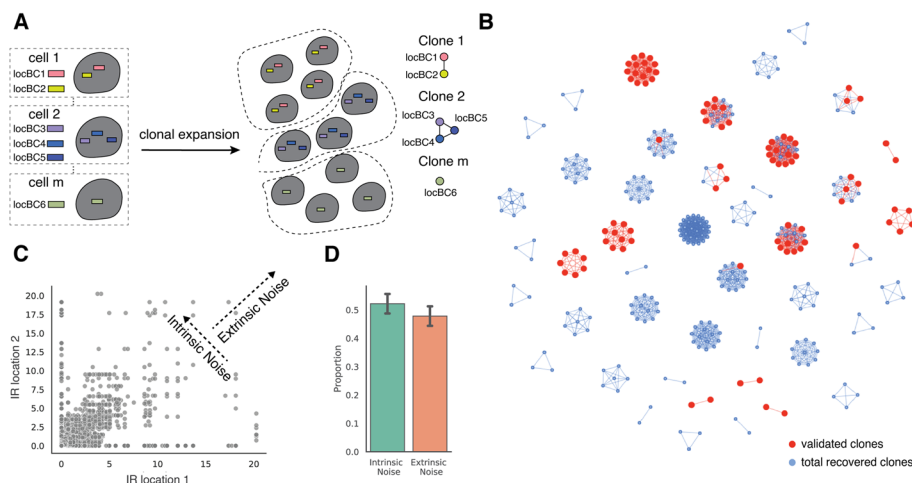 A
cell 1
locBC1
locBC2
cell 2
locBC3
locBC4
locBC5
cell m
locBC6
clonal expansion
Clone 1
locBC1
locBC2
Clone 2
locBC3
locBC5
locBC4
Clone m
locBC6
B
validated clones
total recovered clones
C
20.0
17.5
15.0
12.5
10.0
7.5
5.0
2.5
0.0
IR location 2
0
5
10
15
20
IR location 1
Intrinsic Noise
Extrinsic Noise
D
0.5
0.4
0.3
0.2
0.1
0.0
Proportion
Intrinsic
Noise
Extrinsic
Noise